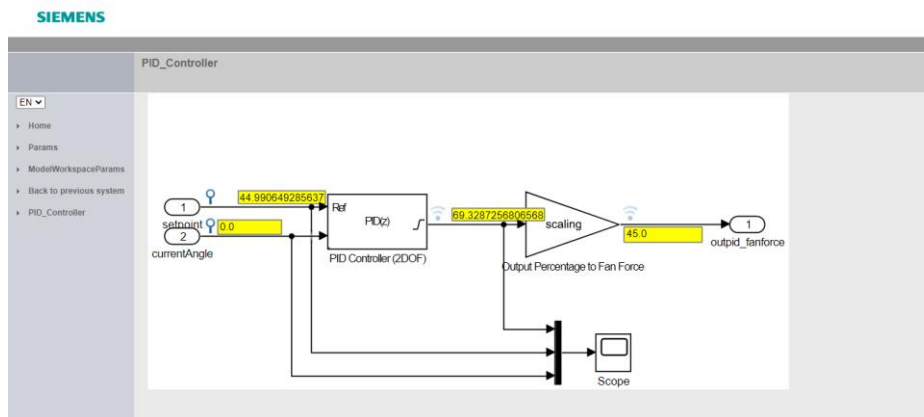 SIEMENS
PID_Controller
EN
Home
Params
ModelWorkspaceParams
Back to previous system
PID_Controller
44.990649285637
1
setpoint
0.0
2
currentAngle
Ref
PID(z)
PID Controller (2DOF)
69.3287256806568
scaling
Output Percentage to Fan Force
45.0
1
outpid_fanforce
Scope